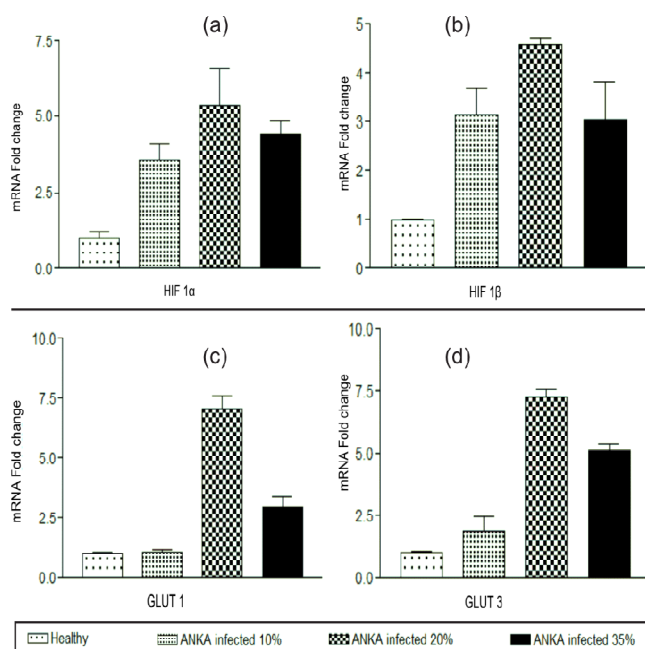 (a)
mRNA Fold change
7.5
5.0
2.5
0.0
HIF 1α
(b)
mRNA Fold change
5
4
3
2
1
0
HIF 1β
(c)
mRNA Fold change
10.0
7.5
5.0
2.5
0.0
GLUT 1
(d)
mRNA Fold change
10.0
7.5
5.0
2.5
0.0
GLUT 3
Healthy ANKA infected 10% ANKA infected 20% ANKA infected 35%